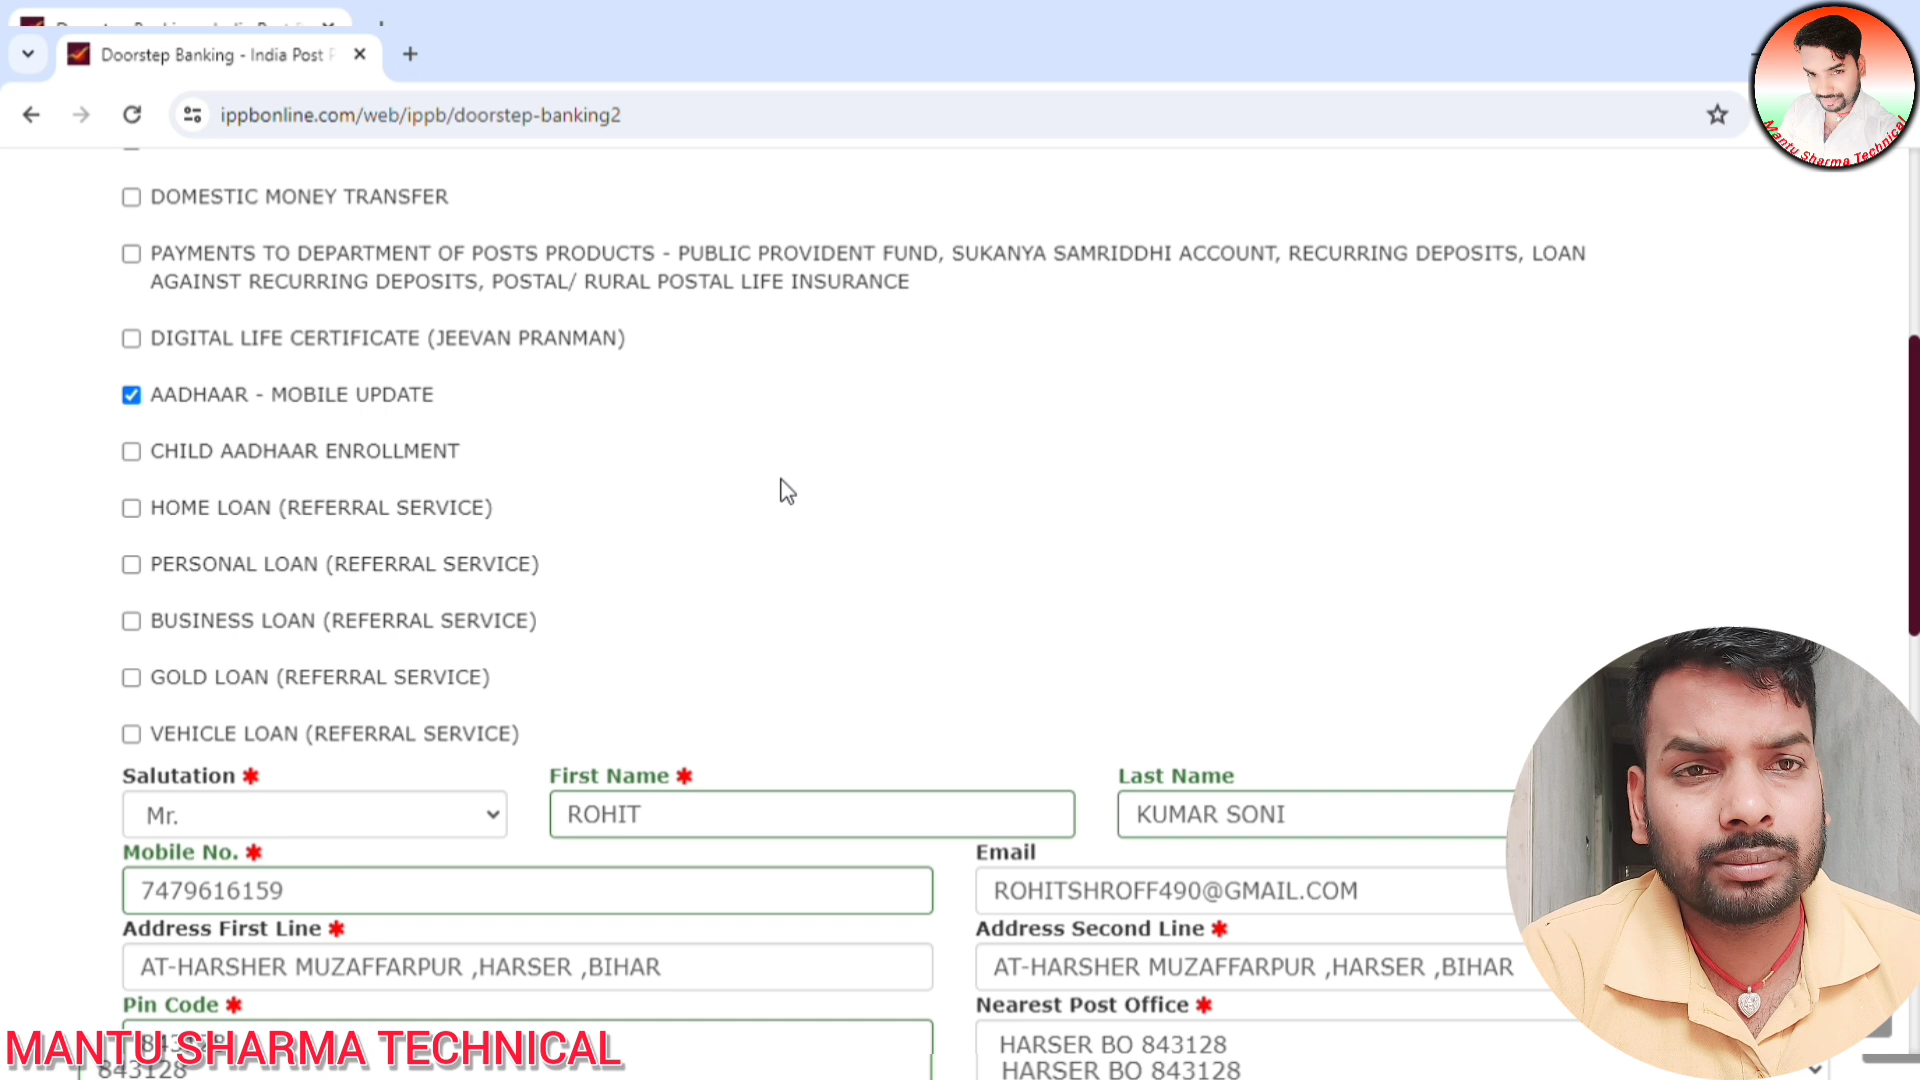 Doorstep Banking - India Post P
ippbonline.com/web/ippb/doorstep-banking2
Mantu Sharma Technical
DOMESTIC MONEY TRANSFER
PAYMENTS TO DEPARTMENT OF POSTS PRODUCTS - PUBLIC PROVIDENT FUND, SUKANYA SAMRIDDHI ACCOUNT, RECURRING DEPOSITS, LOAN
AGAINST RECURRING DEPOSITS, POSTAL/ RURAL POSTAL LIFE INSURANCE
DIGITAL LIFE CERTIFICATE (JEEVAN PRANMAN)
AADHAAR - MOBILE UPDATE
CHILD AADHAAR ENROLLMENT
HOME LOAN (REFERRAL SERVICE)
PERSONAL LOAN (REFERRAL SERVICE)
BUSINESS LOAN (REFERRAL SERVICE)
GOLD LOAN (REFERRAL SERVICE)
VEHICLE LOAN (REFERRAL SERVICE)
Salutation * First Name * Last Name
Mr. ROHIT KUMAR SONI
Mobile No. * Email
7479616159 ROHITSHROFF490@GMAIL.COM
Address First Line * Address Second Line *
AT-HARSHER MUZAFFARPUR ,HARSER ,BIHAR AT-HARSHER MUZAFFARPUR ,HARSER ,BIHAR
Pin Code * Nearest Post Office *
843128 HARSER BO 843128
MANTU SHARMA TECHNICAL
843128 HARSER BO 843128